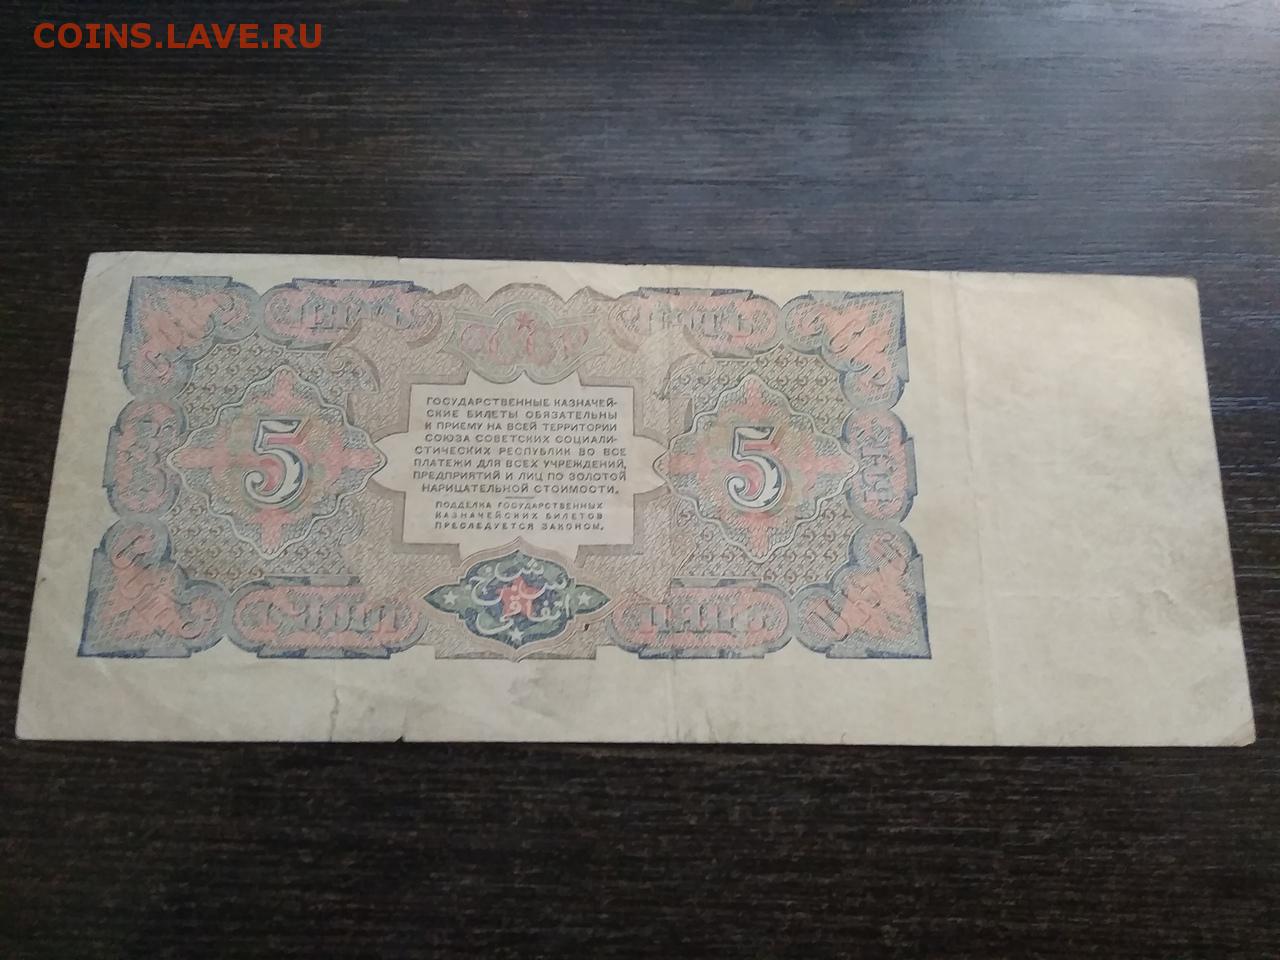 COINS.LAVE.RU
5
ГОСУДАРСТВЕННЫЕ КАЗНАЧЕЙ-
СКИЕ БИЛЕТЫ ОБЯЗАТЕЛЬНЫ
К ПРИЕМУ НА ВСЕЙ ТЕРРИТОРИИ
СОЮЗА СОВЕТСКИХ СОЦИАЛИ-
СТИЧЕСКИХ РЕСПУБЛИК ВО ВСЕ
ПЛАТЕЖИ ДЛЯ ВСЕХ УЧРЕЖДЕНИЙ,
ПРЕДПРИЯТИЙ И ЛИЦ ПО ЗОЛОТОЙ
НАРИЦАТЕЛЬНОЙ СТОИМОСТИ.
ПОДДЕЛКА ГОСУДАРСТВЕННЫХ
КАЗНАЧЕЙСКИХ БИЛЕТОВ
ПРЕСЛЕДУЕТСЯ ЗАКОНОМ.
5